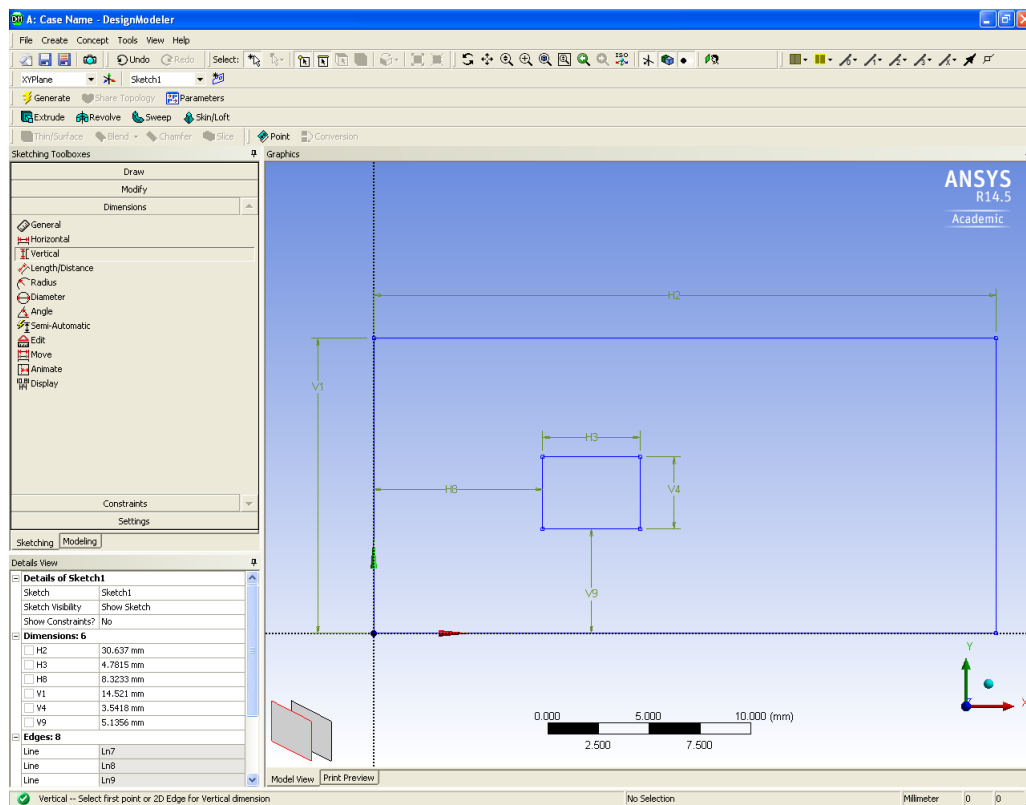 A: Case Name - DesignModeler
File Create Concept Tools View Help
Undo Redo Select:
XYPlane Sketch1
Generate Share Topology Parameters
Extrude Revolve Sweep Skin/Loft
Thin/Surface Blend Chamfer Slice Point Conversion
Sketching Toolboxes
Draw
Modify
Dimensions
General
Horizontal
Vertical
Length/Distance
Radius
Diameter
Angle
Semi-Automatic
Edit
Move
Animate
Display
Constraints
Settings
Sketching Modeling
Details View
Details of Sketch1
Sketch Sketch1
Sketch Visibility Show Sketch
Show Constraints? No
Dimensions: 6
H2 30.637 mm
H3 4.7815 mm
H8 8.3233 mm
V1 14.521 mm
V4 3.5418 mm
V9 5.1356 mm
Edges: 8
Line Ln7
Line Ln8
Line Ln9
Graphics
ANSYS
R14.5
Academic
H2
V1
H3
H8
V4
V9
Y
X
0.000 5.000 10.000 (mm)
2.500 7.500
Model View Print Preview
Vertical -- Select first point or 2D Edge for Vertical dimension No Selection Millimeter 0 0